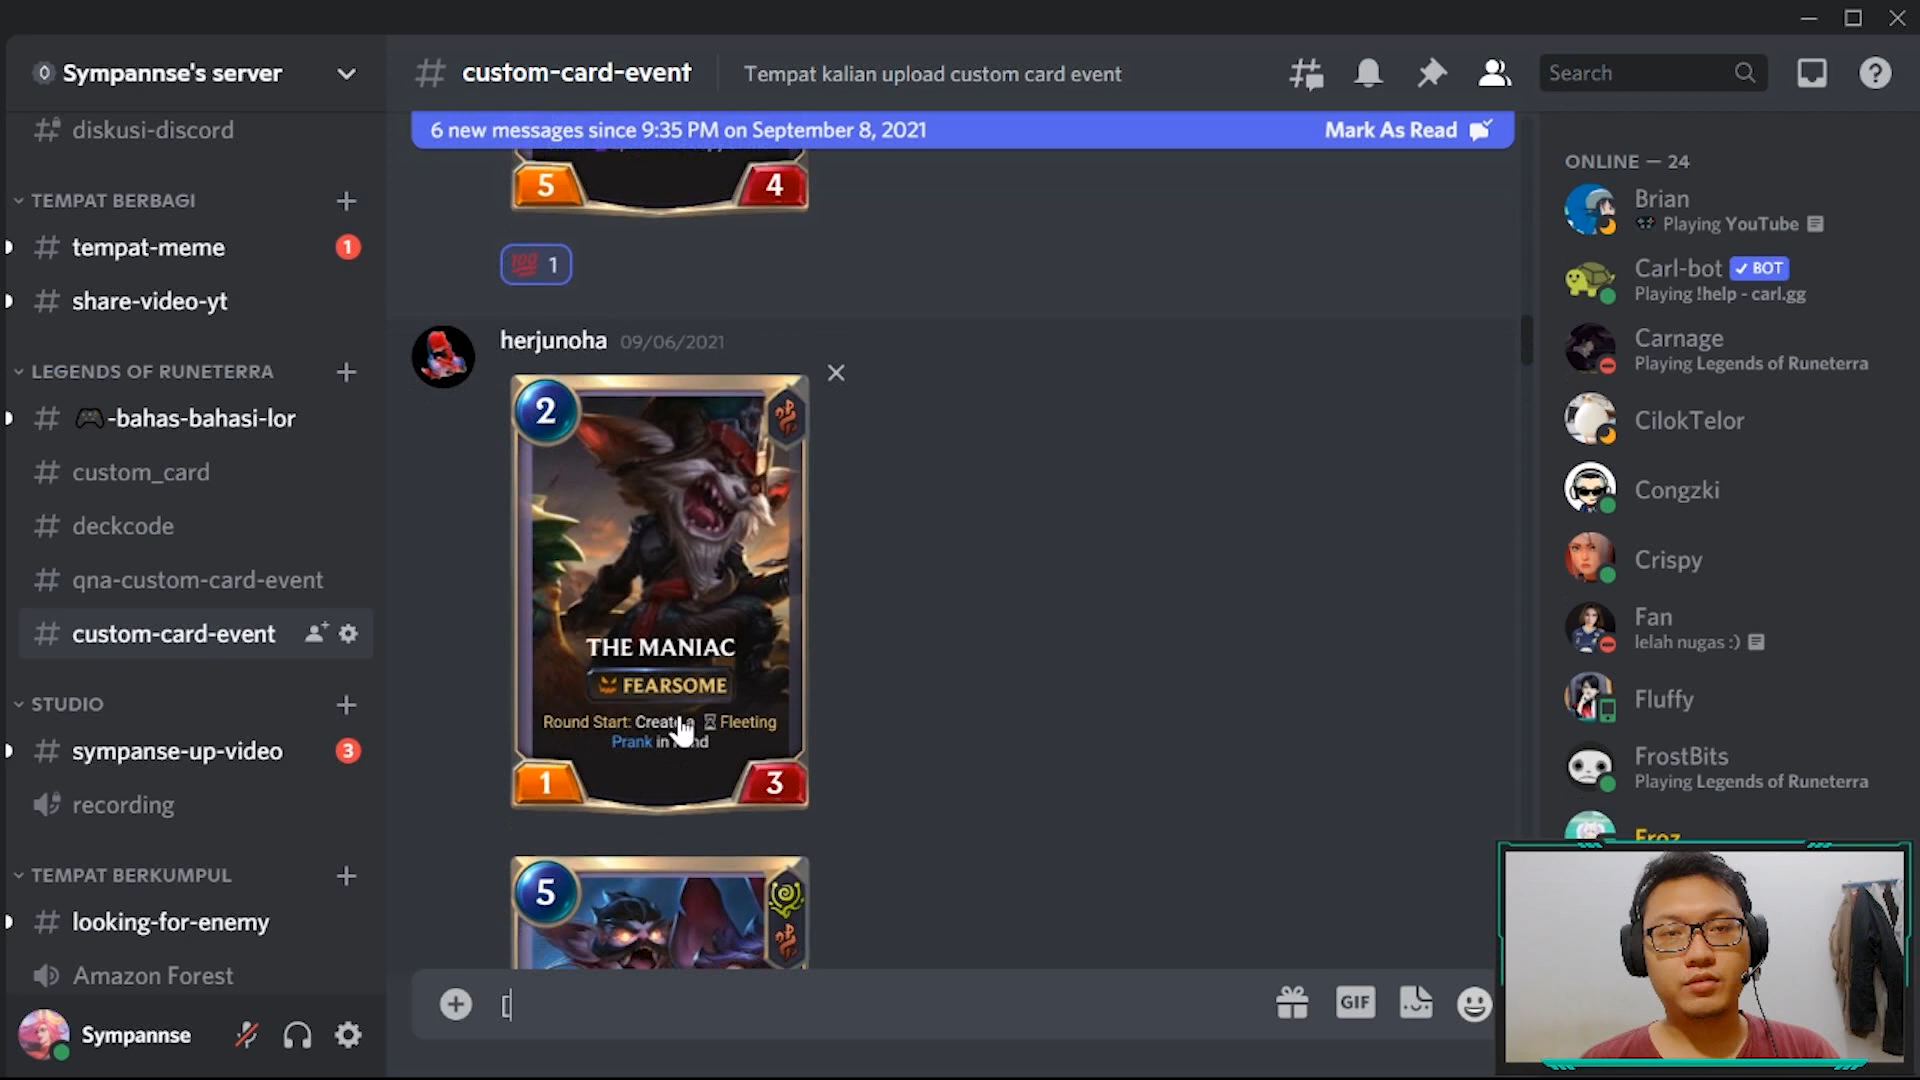 Sympannse's server
custom-card-event
Tempat kalian upload custom card event
Search
diskusi-discord
TEMPAT BERBAGI
tempat-meme
1
share-video-yt
LEGENDS OF RUNETERRA
-bahas-bahasi-lor
custom_card
deckcode
qna-custom-card-event
custom-card-event
STUDIO
sympanse-up-video
3
recording
TEMPAT BERKUMPUL
looking-for-enemy
Amazon Forest
Sympannse
6 new messages since 9:35 PM on September 8, 2021
Mark As Read
5
4
1
herjunoha 09/06/2021
2
THE MANIAC
FEARSOME
Round Start: Create a Fleeting
Prank in
1
3
5
[
GIF
ONLINE — 24
Brian
Playing YouTube
Carl-bot BOT
Playing !help - carl.gg
Carnage
Playing Legends of Runeterra
CilokTelor
Congzki
Crispy
Fan
lelah nugas :)
Fluffy
FrostBits
Playing Legends of Runeterra